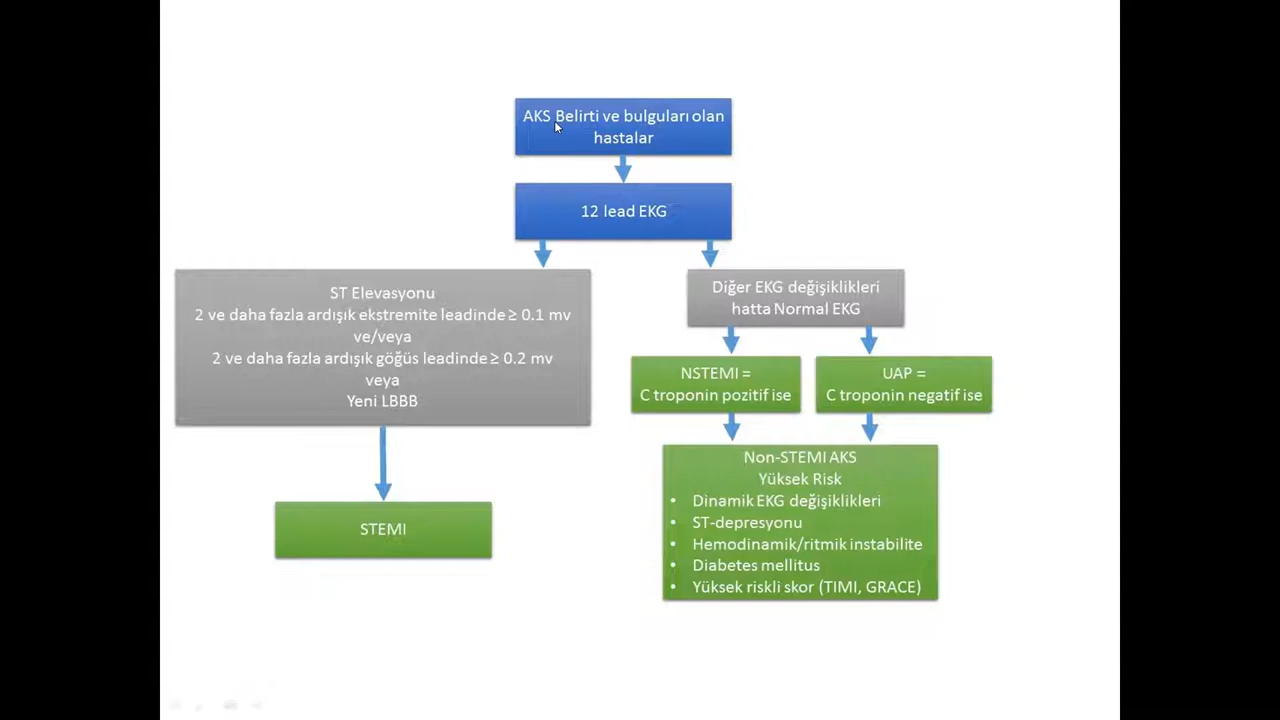 AKS Belirti ve bulguları olan
hastalar
12 lead EKG
ST Elevasyonu
2 ve daha fazla ardışık ekstremite leadinde ≥ 0.1 mv
ve/veya
2 ve daha fazla ardışık göğüs leadinde ≥ 0.2 mv
veya
Yeni LBBB
STEMI
Diğer EKG değişiklikleri
hatta Normal EKG
NSTEMI =
C troponin pozitif ise
UAP =
C troponin negatif ise
Non-STEMI AKS
Yüksek Risk
• Dinamik EKG değişiklikleri
• ST-depresyonu
• Hemodinamik/ritmik instabilite
• Diabetes mellitus
• Yüksek riskli skor (TIMI, GRACE)